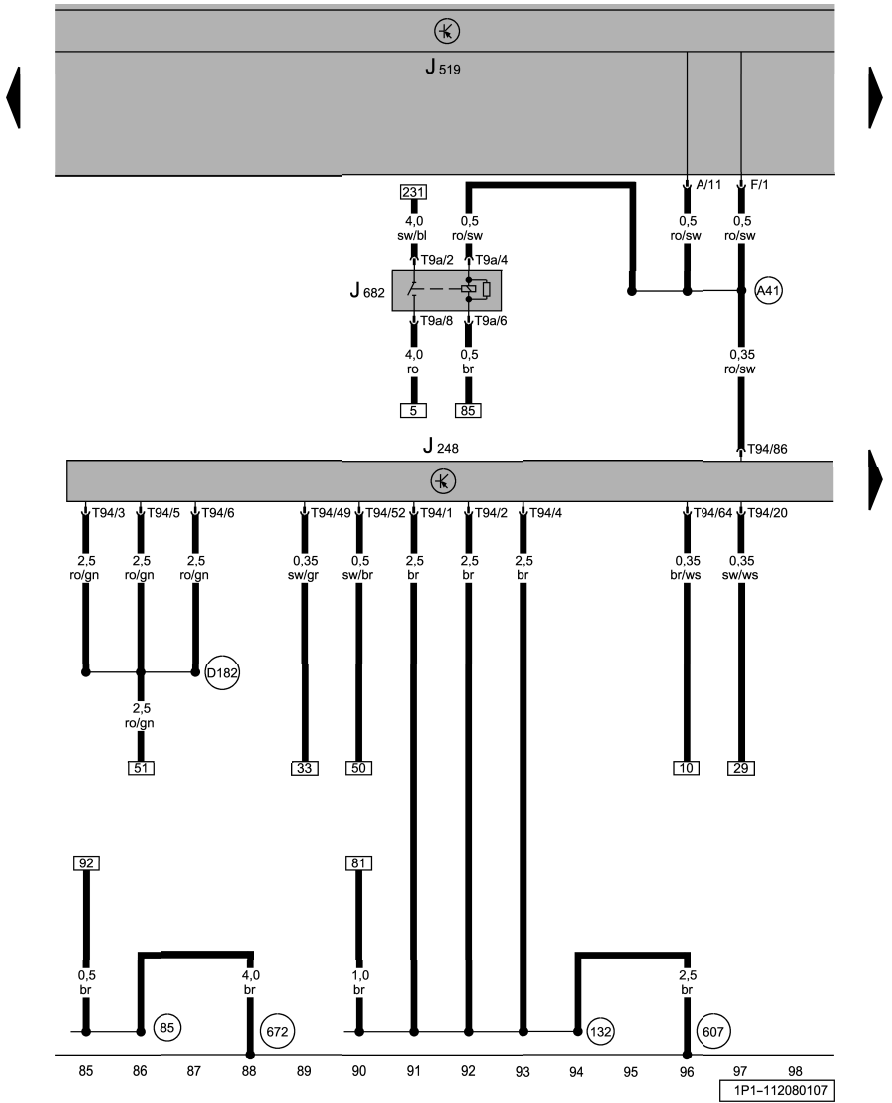 J 519
A/11
F/1
231
4,0
sw/bl
0,5
ro/sw
0,5
ro/sw
0,5
ro/sw
T9a/2
T9a/4
J 682
A41
T9a/8
T9a/6
4,0
ro
0,5
br
0,35
ro/sw
5
85
J 248
T94/86
T94/3
T94/5
T94/6
T94/49
T94/52
T94/1
T94/2
T94/4
T94/64
T94/20
2,5
ro/gn
2,5
ro/gn
2,5
ro/gn
0,35
sw/gr
0,5
sw/br
2,5
br
2,5
br
2,5
br
0,35
br/ws
0,35
sw/ws
D182
2,5
ro/gn
51
33
50
10
29
92
81
0,5
br
4,0
br
1,0
br
2,5
br
85
672
132
607
85 86 87 88 89 90 91 92 93 94 95 96 97 98
1P1-112080107